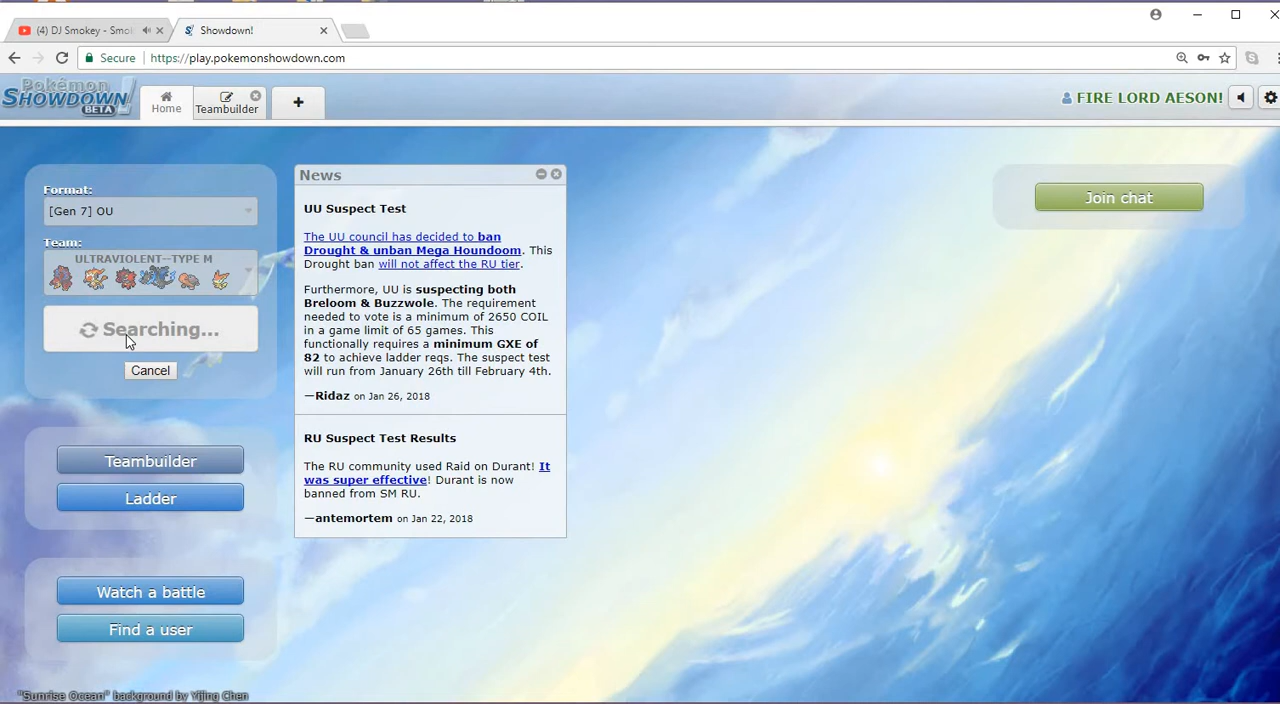 (4) DJ Smokey - Smo
Showdown!
Secure
https://play.pokemonshowdown.com
Pokémon
SHOWDOWN!
BETA
Home
Teambuilder
+
FIRE LORD AESON!
Format:
[Gen 7] OU
Team:
ULTRAVIOLENT--TYPE M
Searching...
Cancel
Teambuilder
Ladder
Watch a battle
Find a user
News
UU Suspect Test
The UU council has decided to ban
Drought & unban Mega Houndoom. This
Drought ban will not affect the RU tier.
Furthermore, UU is suspecting both
Breloom & Buzzwole. The requirement
needed to vote is a minimum of 2650 COIL
in a game limit of 65 games. This
functionally requires a minimum GXE of
82 to achieve ladder reqs. The suspect test
will run from January 26th till February 4th.
—Ridaz on Jan 26, 2018
RU Suspect Test Results
The RU community used Raid on Durant! It
was super effective! Durant is now
banned from SM RU.
—antemortem on Jan 22, 2018
Join chat
"Sunrise Ocean" background by Yijing Chen